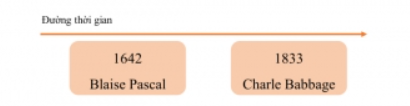 Đường thời gian
1642
Blaise Pascal
1833
Charle Babbage